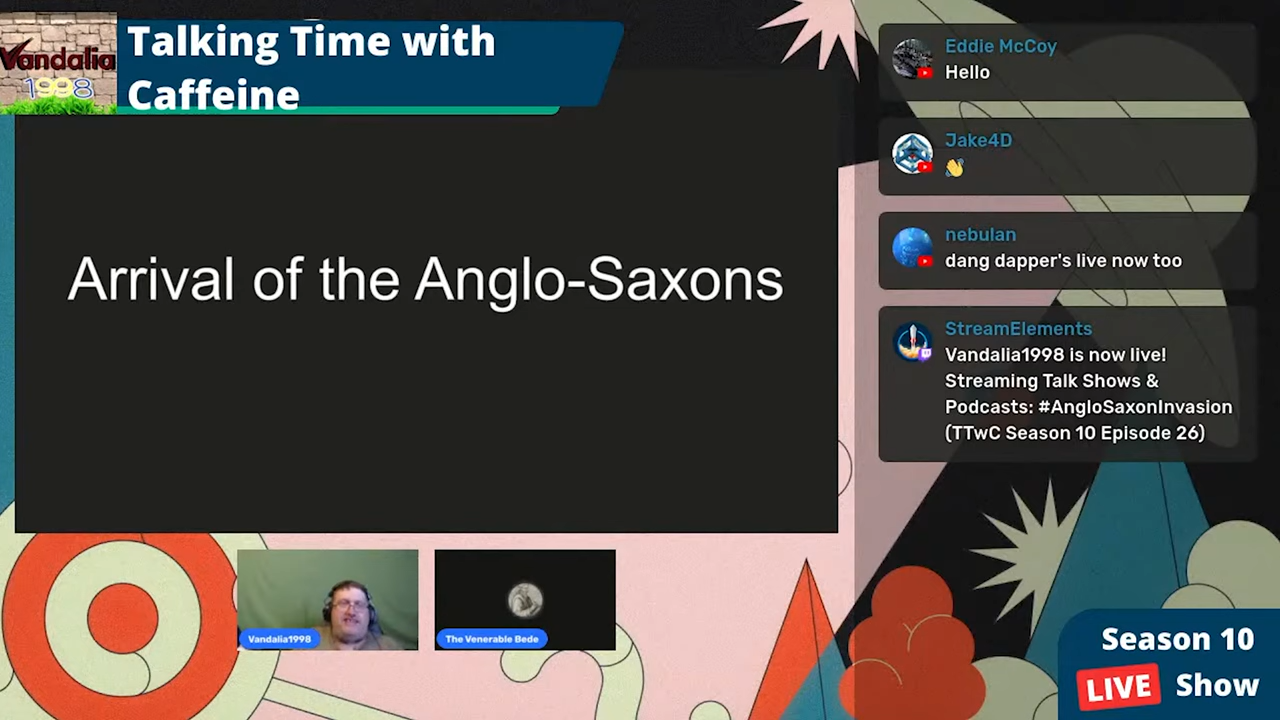 Vandalia
1998
Talking Time with
Caffeine
Arrival of the Anglo-Saxons
Vandalia1998
The Venerable Bede
Eddie McCoy
Hello
Jake4D
👋
nebulan
dang dapper's live now too
StreamElements
Vandalia1998 is now live!
Streaming Talk Shows &
Podcasts: #AngloSaxonInvasion
(TTwC Season 10 Episode 26)
Season 10
LIVE Show